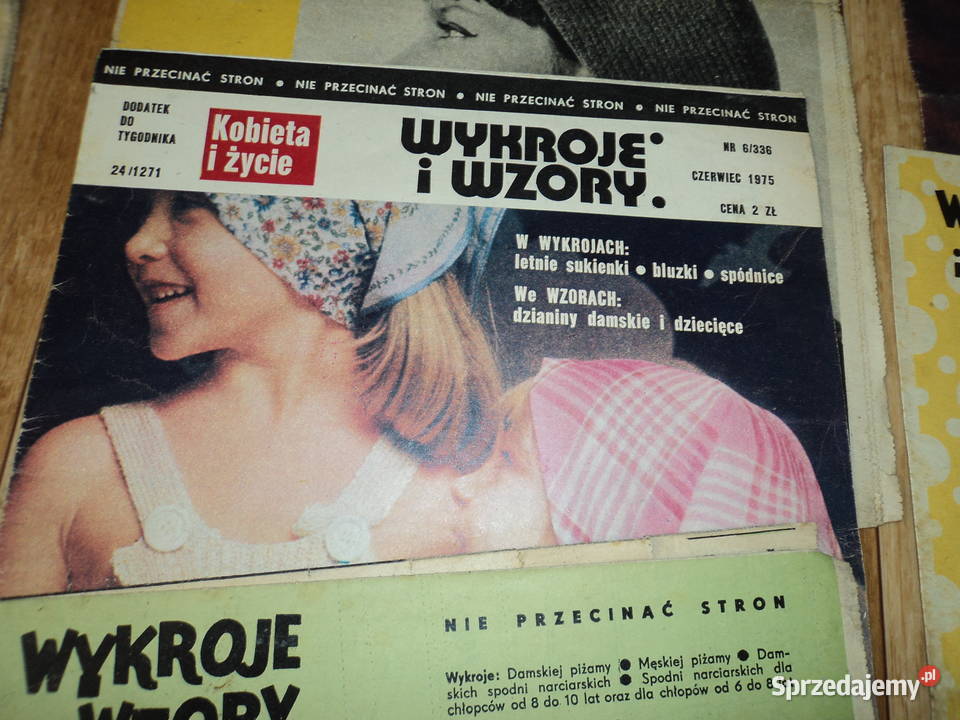 NIE PRZECINAĆ STRON ● NIE PRZECINAĆ STRON ● NIE PRZECINAĆ STRON ● NIE PRZECINAĆ STRON
DODATEK
DO
TYGODNIKA
24/1271
Kobieta
i życie
WYKROJE
i WZORY.
NR 6/336
CZERWIEC 1975
CENA 2 ZŁ
W WYKROJACH:
letnie sukienki ● bluzki ● spódnice
We WZORACH:
dzianiny damskie i dziecięce
W
i
WYKROJE
WZORY
NIE PRZECINAĆ STRON
Wykroje: Damskiej piżamy ● Męskiej piżamy ● Dam-
skich spodni narciarskich ● Spodni narciarskich dla
chłopców od 8 do 10 lat oraz dla chłopów od 6 do 8 lat
Sprzedajemy.pl